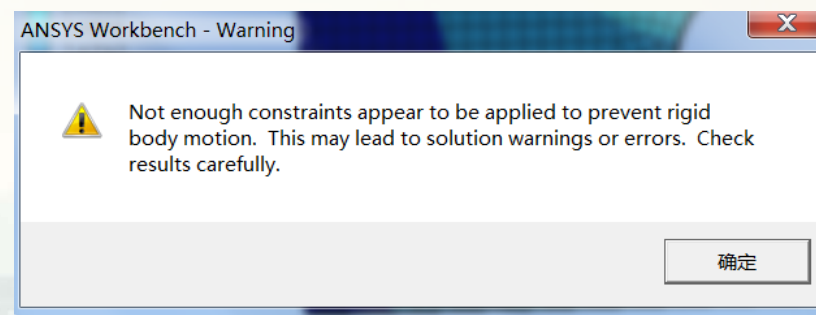 ANSYS Workbench - Warning
Not enough constraints appear to be applied to prevent rigid
body motion.  This may lead to solution warnings or errors.  Check
results carefully.
确定